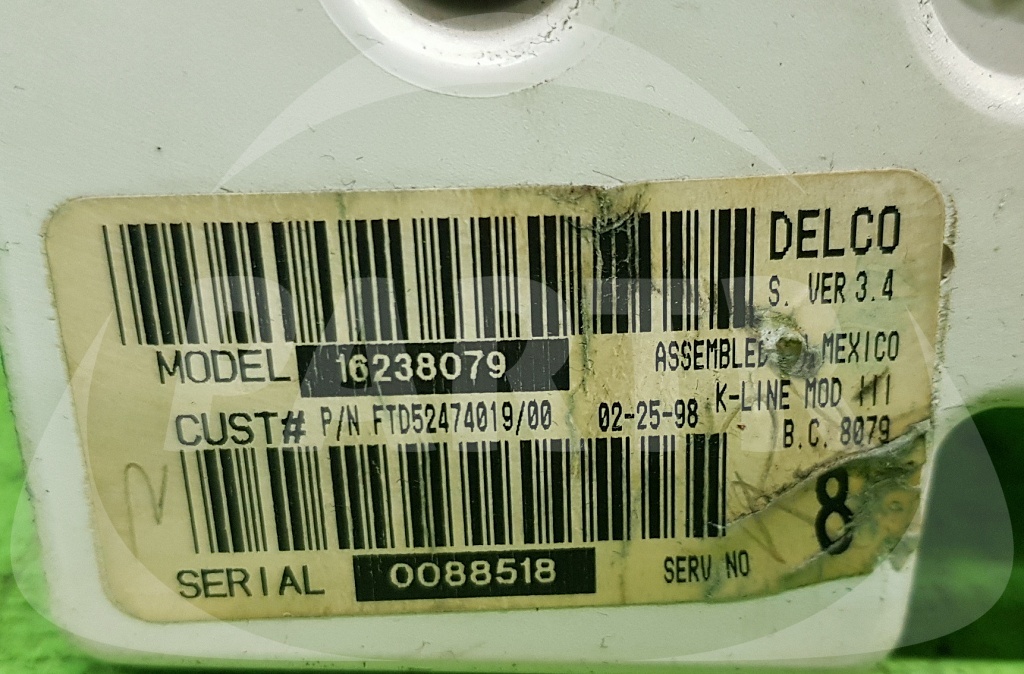 DELCO
S. VER 3.4
MODEL 16238079
ASSEMBLED MEXICO
CUST# P/N FTD52474019/00 02-25-98
K-LINE MOD III
B.C. 8079
8
SERIAL 0088518
SERV NO
PARTY